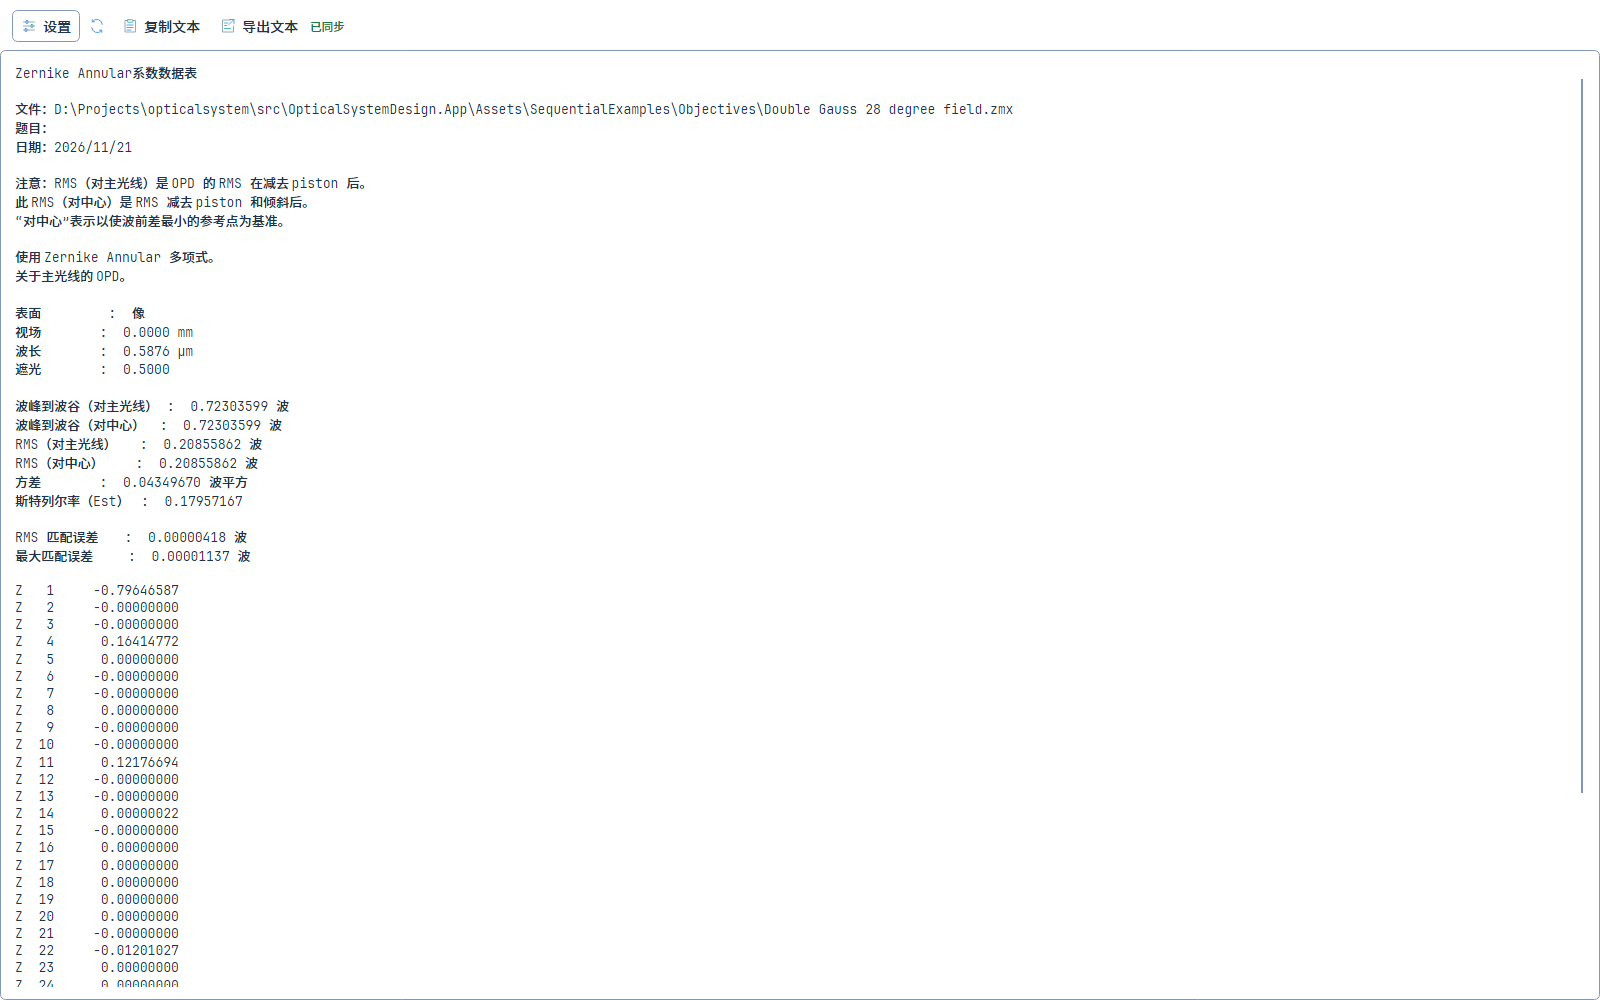 设置 复制文本 导出文本 已同步
Zernike Annular系数数据表
文件: D:\Projects\opticalsystem\src\OpticalSystemDesign.App\Assets\SequentialExamples\Objectives\Double Gauss 28 degree field.zmx
题目:
日期: 2026/11/21
注意: RMS（对主光线）是 OPD 的 RMS 在减去 piston 后。
此 RMS（对中心）是 RMS 减去 piston 和倾斜后。
“对中心”表示以使波前差最小的参考点为基准。
使用 Zernike Annular 多项式。
关于主光线的 OPD。
表面 : 像
视场 : 0.0000 mm
波长 : 0.5876 µm
遮光 : 0.5000
波峰到波谷（对主光线） : 0.72303599 波
波峰到波谷（对中心） : 0.72303599 波
RMS（对主光线） : 0.20855862 波
RMS（对中心） : 0.20855862 波
方差 : 0.04349670 波平方
斯特列尔率（Est） : 0.17957167
RMS 匹配误差 : 0.00000418 波
最大匹配误差 : 0.00001137 波
Z 1 -0.79646587
Z 2 -0.00000000
Z 3 -0.00000000
Z 4 0.16414772
Z 5 0.00000000
Z 6 -0.00000000
Z 7 -0.00000000
Z 8 0.00000000
Z 9 -0.00000000
Z 10 -0.00000000
Z 11 0.12176694
Z 12 -0.00000000
Z 13 -0.00000000
Z 14 0.00000022
Z 15 -0.00000000
Z 16 0.00000000
Z 17 0.00000000
Z 18 0.00000000
Z 19 0.00000000
Z 20 0.00000000
Z 21 -0.00000000
Z 22 -0.01201027
Z 23 0.00000000
Z 24 0.00000000